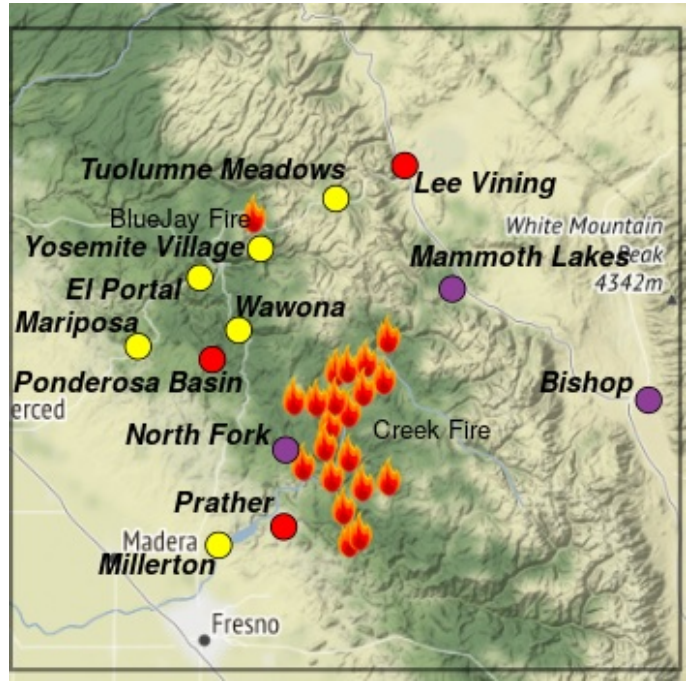 Tuolumne Meadows
Lee Vining
BlueJay Fire
White Mountain
Yosemite Village
Mammoth Lakes
Peak
4342m
El Portal
Wawona
Mariposa
Ponderosa Basin
Bishop
erced
North Fork
Creek Fire
Prather
Madera
Millerton
Fresno